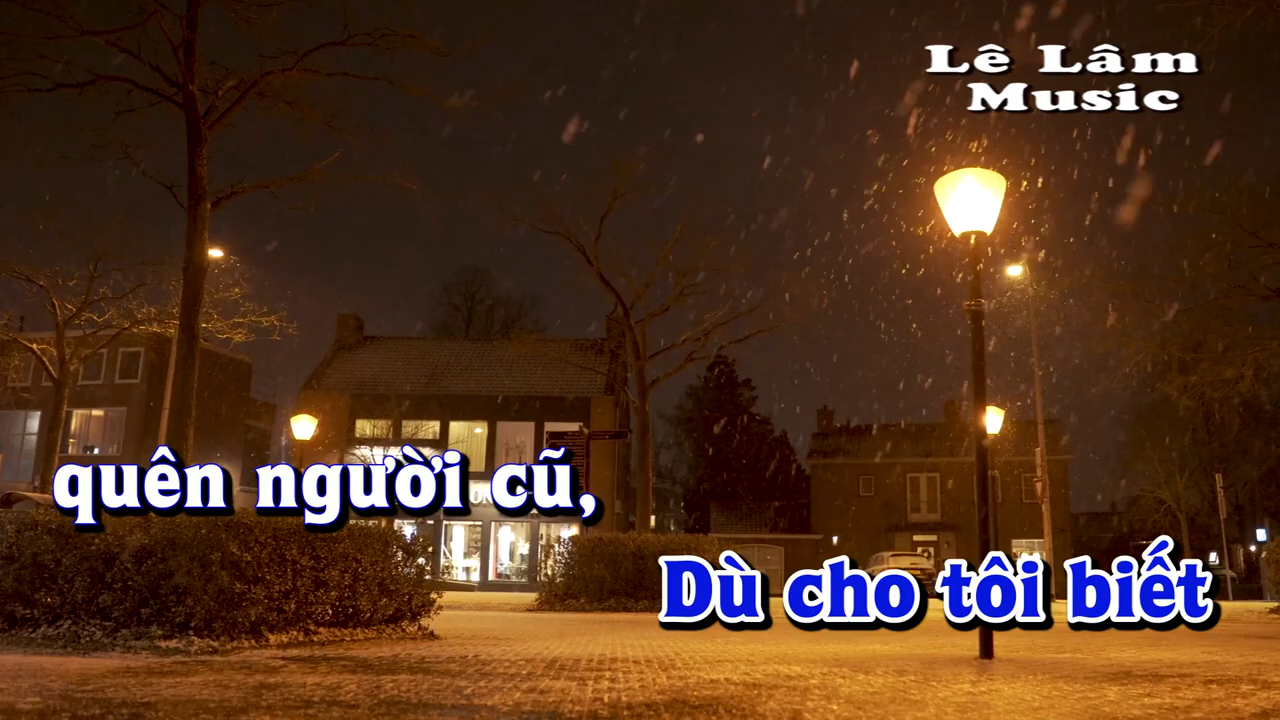 Lê Lâm
Music
quên người cũ,
Dù cho tôi biết